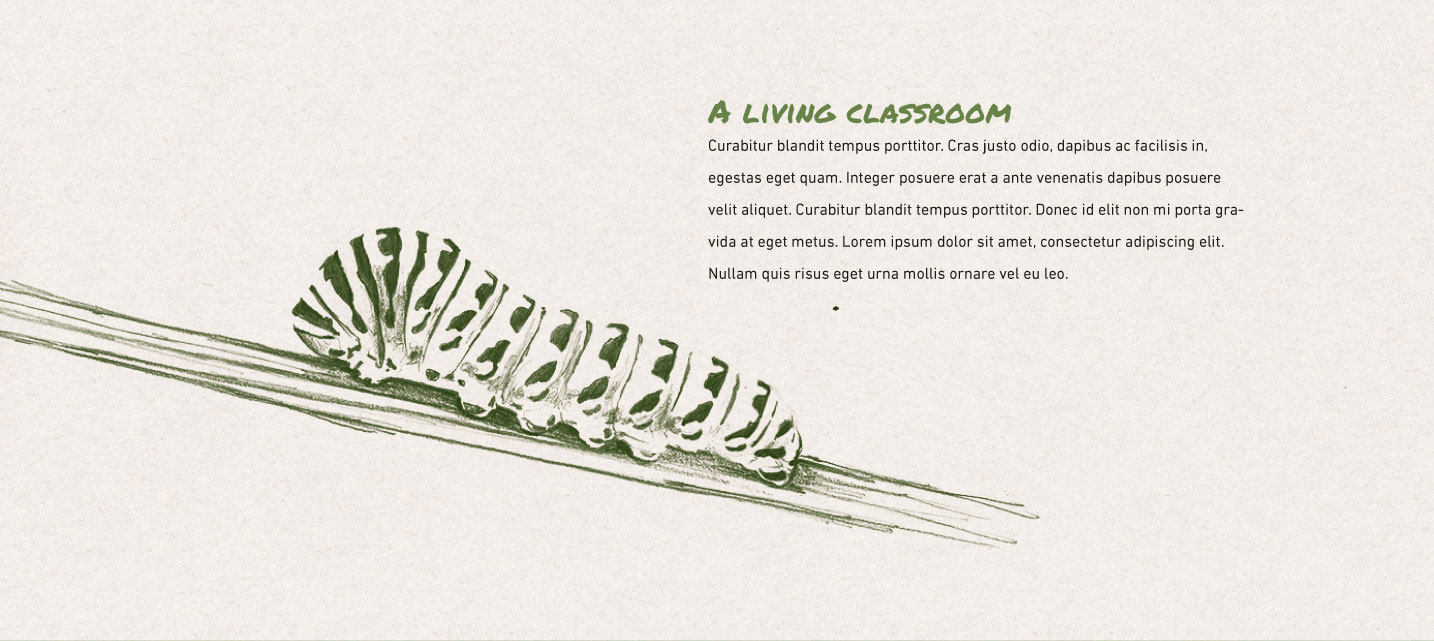 A LIVING CLASSROOM
Curabitur blandit tempus porttitor. Cras justo odio, dapibus ac facilisis in,
egestas eget quam. Integer posuere erat a ante venenatis dapibus posuere
velit aliquet. Curabitur blandit tempus porttitor. Donec id elit non mi porta gra-
vida at eget metus. Lorem ipsum dolor sit amet, consectetur adipiscing elit.
Nullam quis risus eget urna mollis ornare vel eu leo.